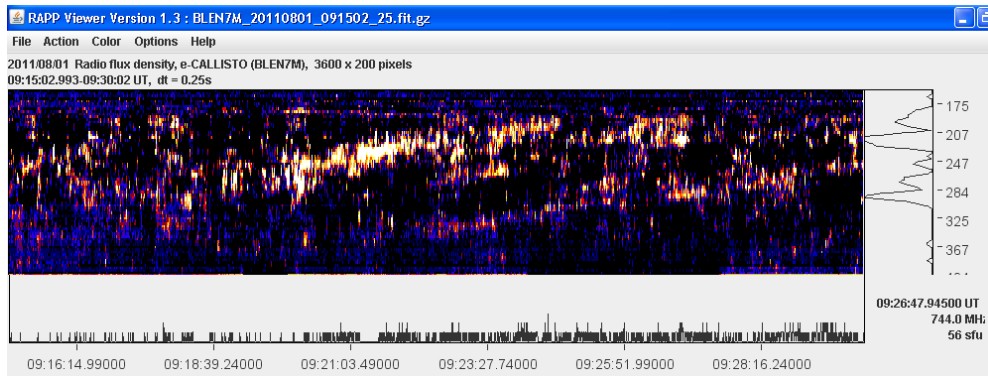 RAPP Viewer Version 1.3 : BLEN7M_20110801_091502_25.fit.gz
File Action Color Options Help
2011/08/01 Radio flux density, e-CALLISTO (BLEN7M), 3600 x 200 pixels
09:15:02.993-09:30:02 UT, dt = 0.25s
175
207
247
284
325
367
09:26:47.94500 UT
744.0 MHz
56 sfu
09:16:14.99000 09:18:39.24000 09:21:03.49000 09:23:27.74000 09:25:51.99000 09:28:16.24000